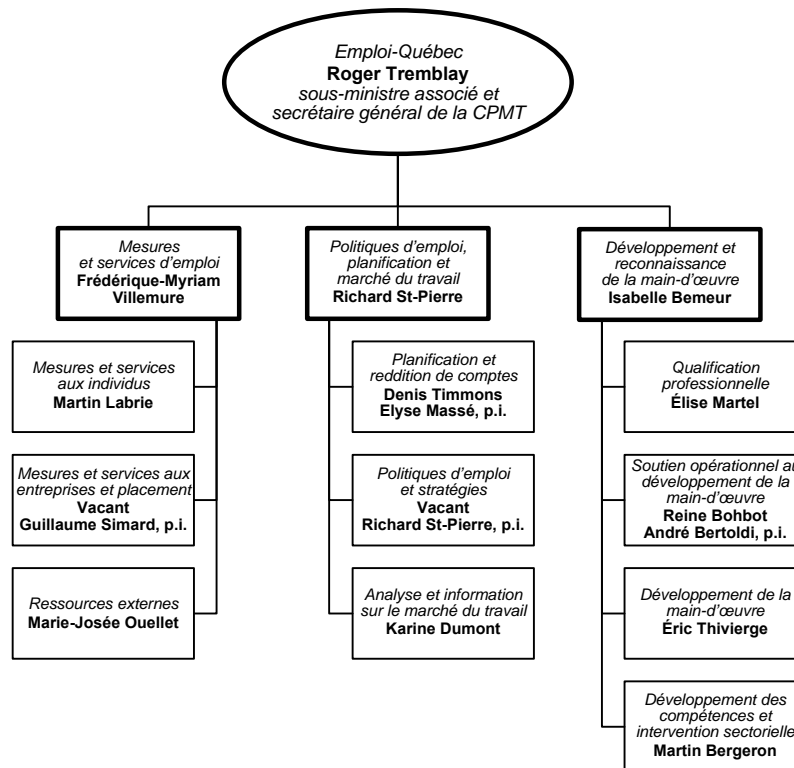 Emploi-Québec
Roger Tremblay
sous-ministre associé et
secrétaire général de la CPMT
Mesures
et services d'emploi
Frédérique-Myriam
Villemure
Mesures et services
aux individus
Martin Labrie
Mesures et services aux
entreprises et placement
Vacant
Guillaume Simard, p.i.
Ressources externes
Marie-Josée Ouellet
Politiques d'emploi,
planification et
marché du travail
Richard St-Pierre
Planification et
reddition de comptes
Denis Timmons
Elyse Massé, p.i.
Politiques d'emploi
et stratégies
Vacant
Richard St-Pierre, p.i.
Analyse et information
sur le marché du travail
Karine Dumont
Développement et
reconnaissance
de la main-d'œuvre
Isabelle Bemeur
Qualification
professionnelle
Élise Martel
Soutien opérationnel au
développement de la
main-d'œuvre
Reine Bohbot
André Bertoldi, p.i.
Développement de la
main-d'œuvre
Éric Thivierge
Développement des
compétences et
intervention sectorielle
Martin Bergeron